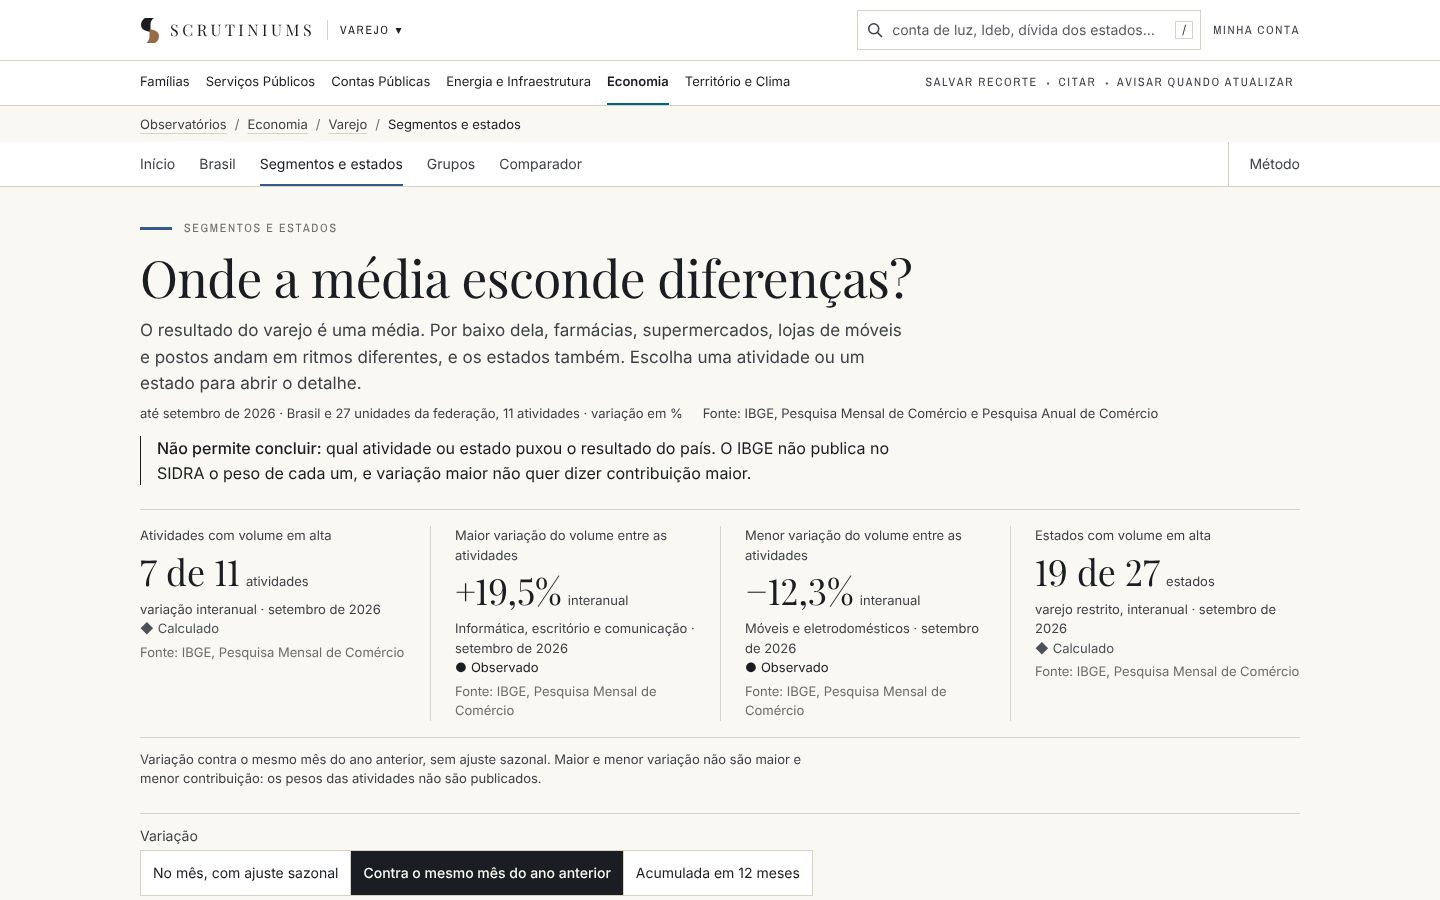 SCRUTINIUMS
VAREJO ▼
conta de luz, Ideb, dívida dos estados...
/
MINHA CONTA
Famílias Serviços Públicos Contas Públicas Energia e Infraestrutura Economia Território e Clima
SALVAR RECORTE • CITAR • AVISAR QUANDO ATUALIZAR
Observatórios / Economia / Varejo / Segmentos e estados
Início Brasil Segmentos e estados Grupos Comparador Método
SEGMENTOS E ESTADOS
Onde a média esconde diferenças?
O resultado do varejo é uma média. Por baixo dela, farmácias, supermercados, lojas de móveis
e postos andam em ritmos diferentes, e os estados também. Escolha uma atividade ou um
estado para abrir o detalhe.
até setembro de 2026 · Brasil e 27 unidades da federação, 11 atividades · variação em % Fonte: IBGE, Pesquisa Mensal de Comércio e Pesquisa Anual de Comércio
Não permite concluir: qual atividade ou estado puxou o resultado do país. O IBGE não publica no
SIDRA o peso de cada um, e variação maior não quer dizer contribuição maior.
Atividades com volume em alta
7 de 11 atividades
variação interanual · setembro de 2026
◆ Calculado
Fonte: IBGE, Pesquisa Mensal de Comércio
Maior variação do volume entre as
atividades
+19,5% interanual
Informática, escritório e comunicação ·
setembro de 2026
● Observado
Fonte: IBGE, Pesquisa Mensal de
Comércio
Menor variação do volume entre as
atividades
−12,3% interanual
Móveis e eletrodomésticos · setembro
de 2026
● Observado
Fonte: IBGE, Pesquisa Mensal de
Comércio
Estados com volume em alta
19 de 27 estados
varejo restrito, interanual · setembro de
2026
◆ Calculado
Fonte: IBGE, Pesquisa Mensal de Comércio
Variação contra o mesmo mês do ano anterior, sem ajuste sazonal. Maior e menor variação não são maior e
menor contribuição: os pesos das atividades não são publicados.
Variação
No mês, com ajuste sazonal Contra o mesmo mês do ano anterior Acumulada em 12 meses